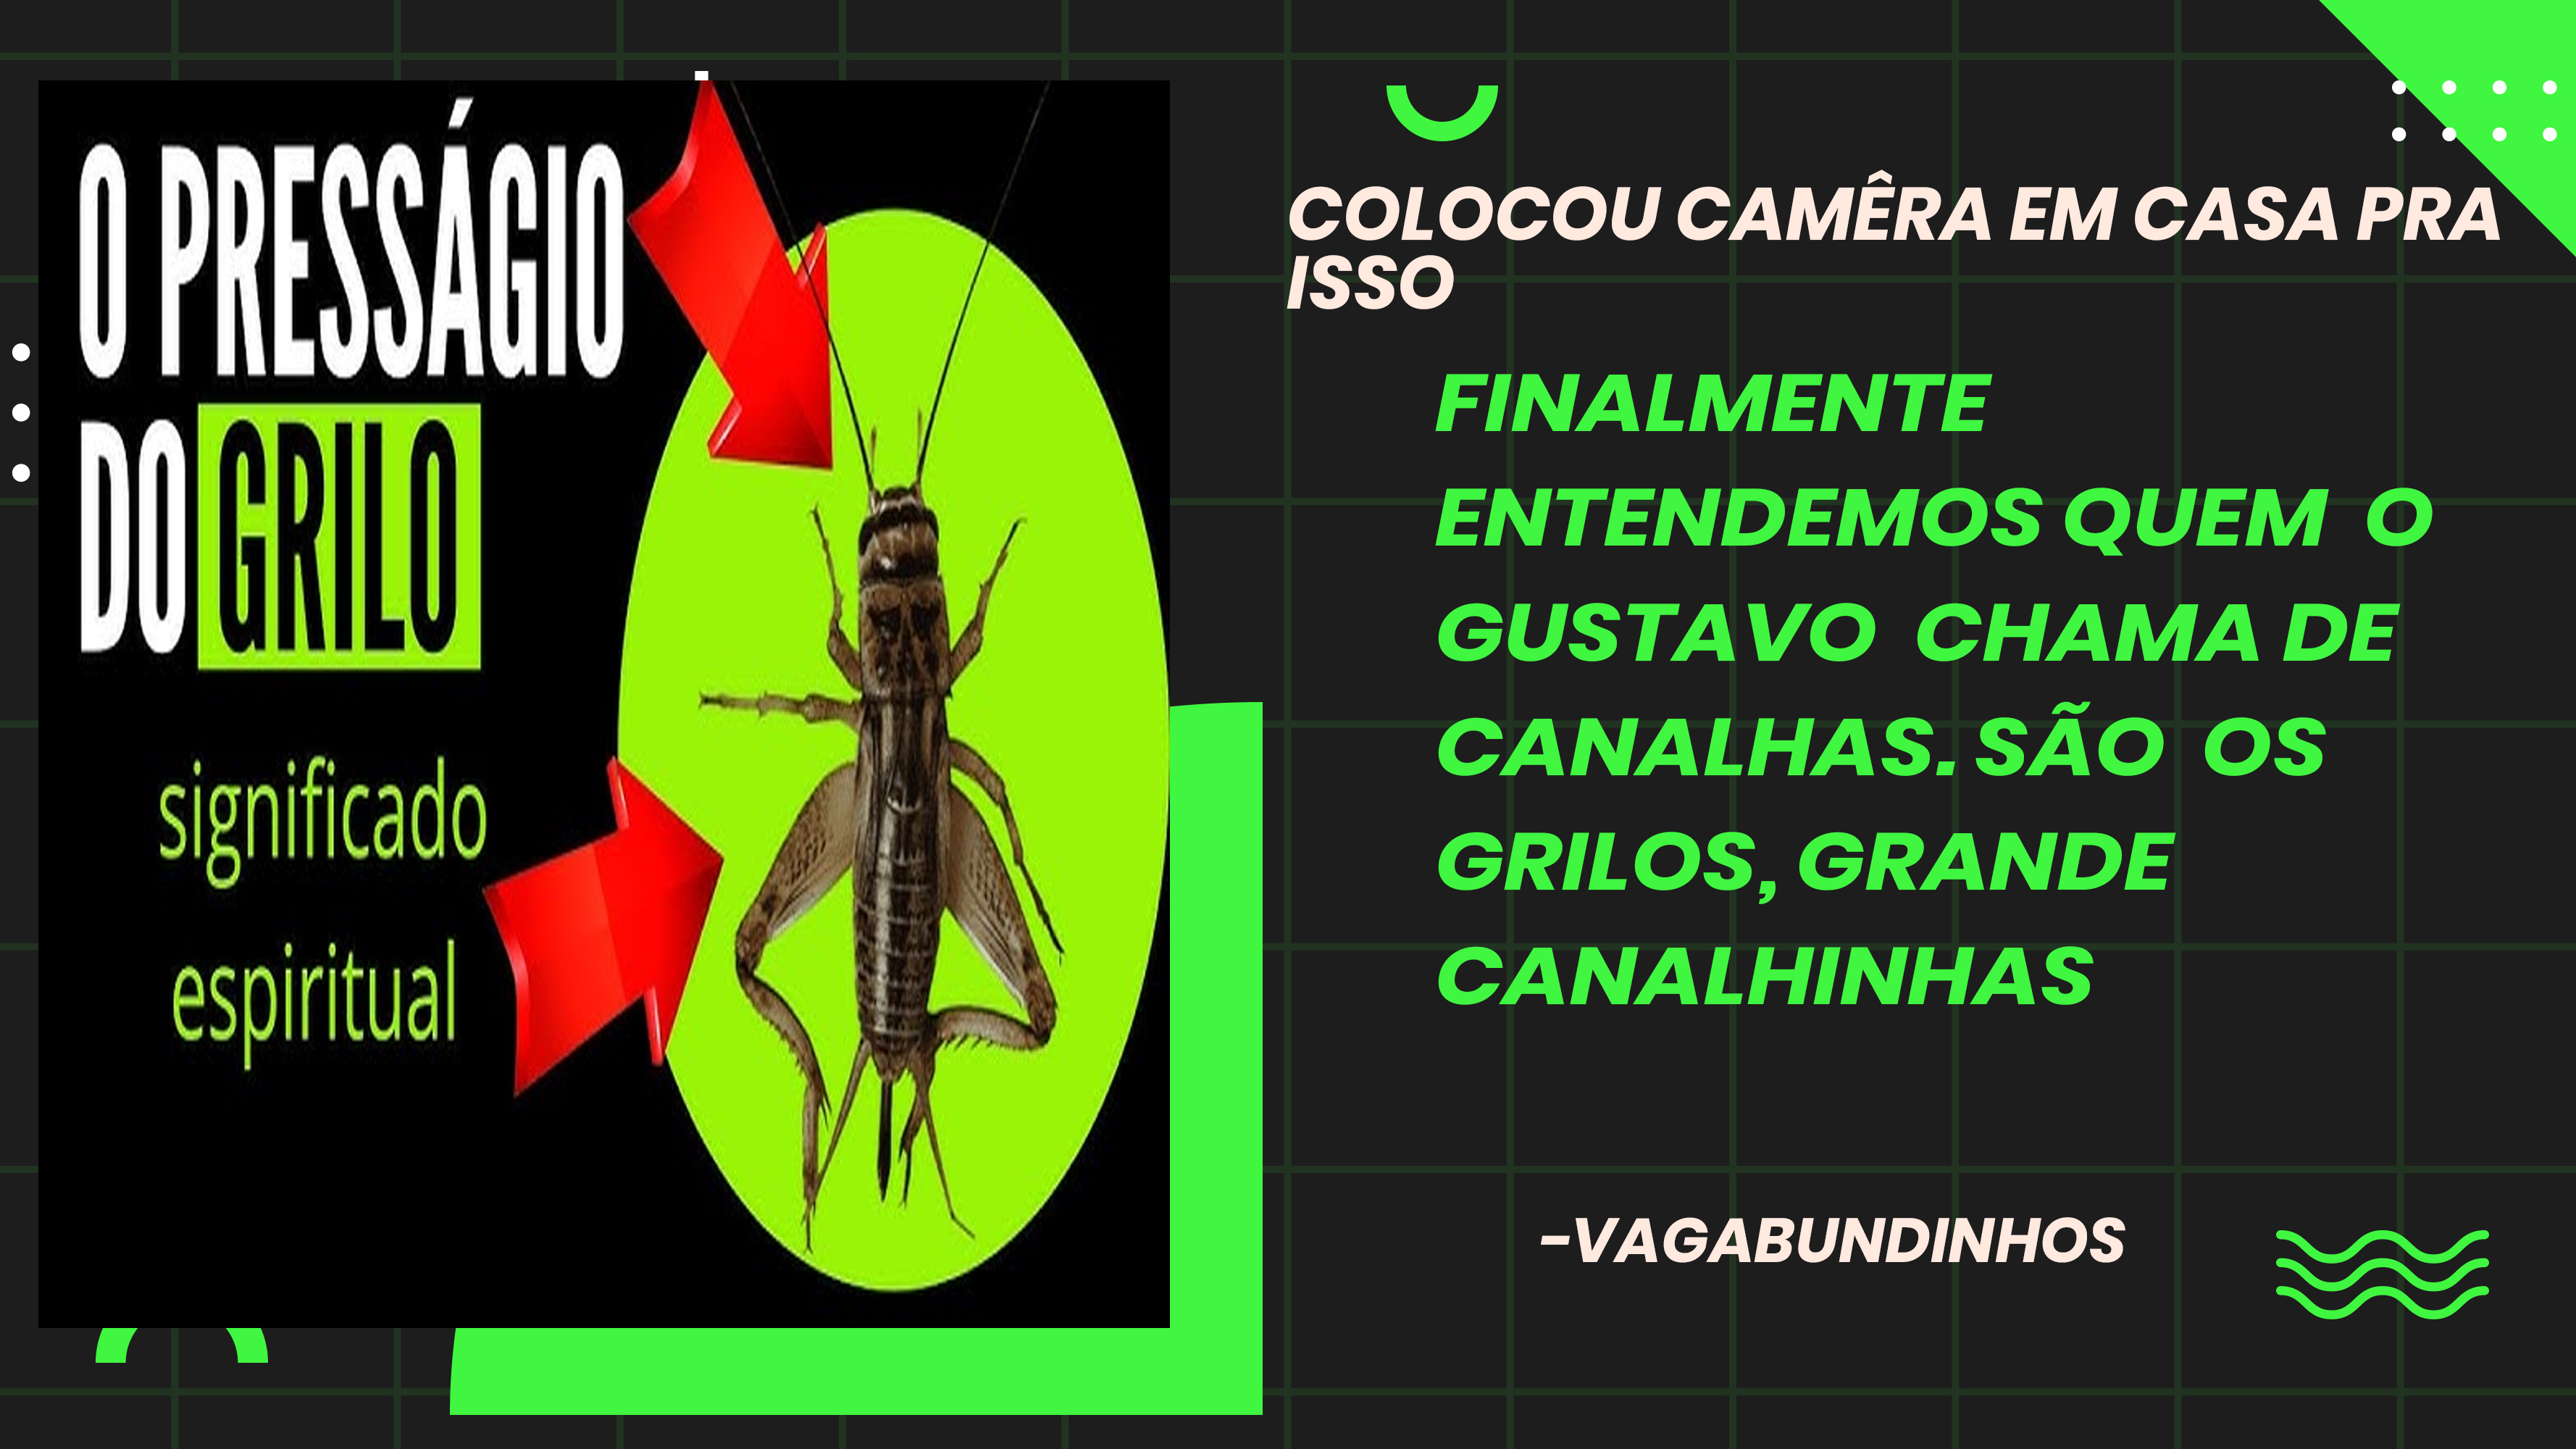 O PRESSÁGIO
DO GRILO
significado
espiritual
COLOCOU CAMÊRA EM CASA PRA
ISSO
FINALMENTE
ENTENDEMOS QUEM O
GUSTAVO CHAMA DE
CANALHAS. SÃO OS
GRILOS, GRANDE
CANALHINHAS
-VAGABUNDINHOS